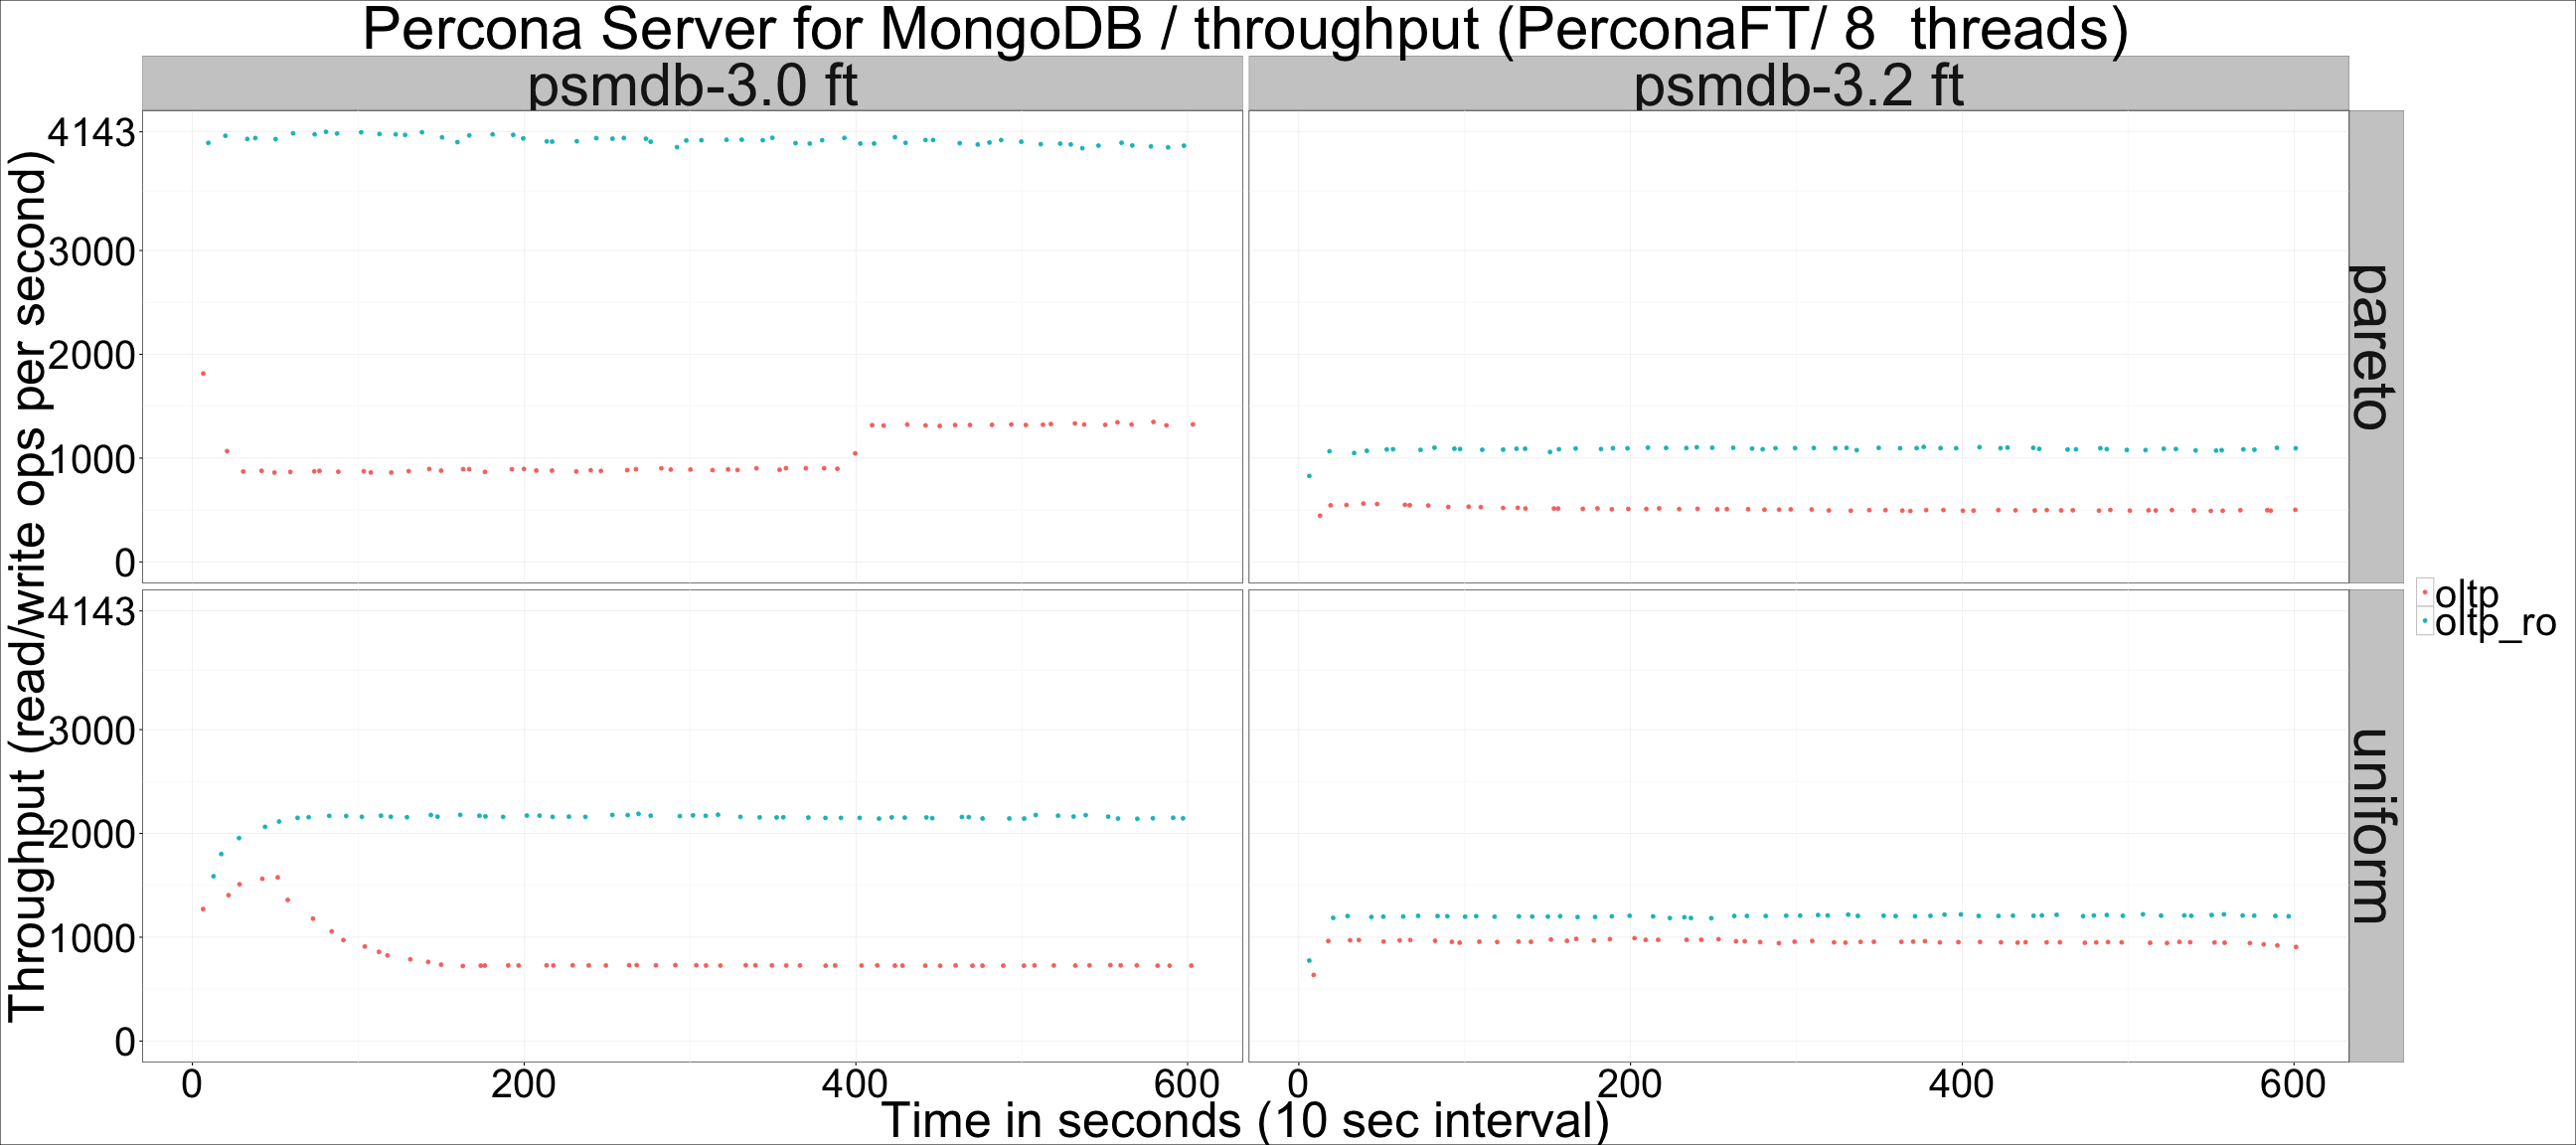 Percona Server for MongoDB / throughput (PerconaFT/ 8  threads)
psmdb-3.0 ft
psmdb-3.2 ft
Throughput (read/write ops per second)
4143
3000
2000
1000
0
pareto
4143
3000
2000
1000
0
uniform
oltp
oltp_ro
0
200
400
600
0
200
400
600
Time in seconds (10 sec interval)